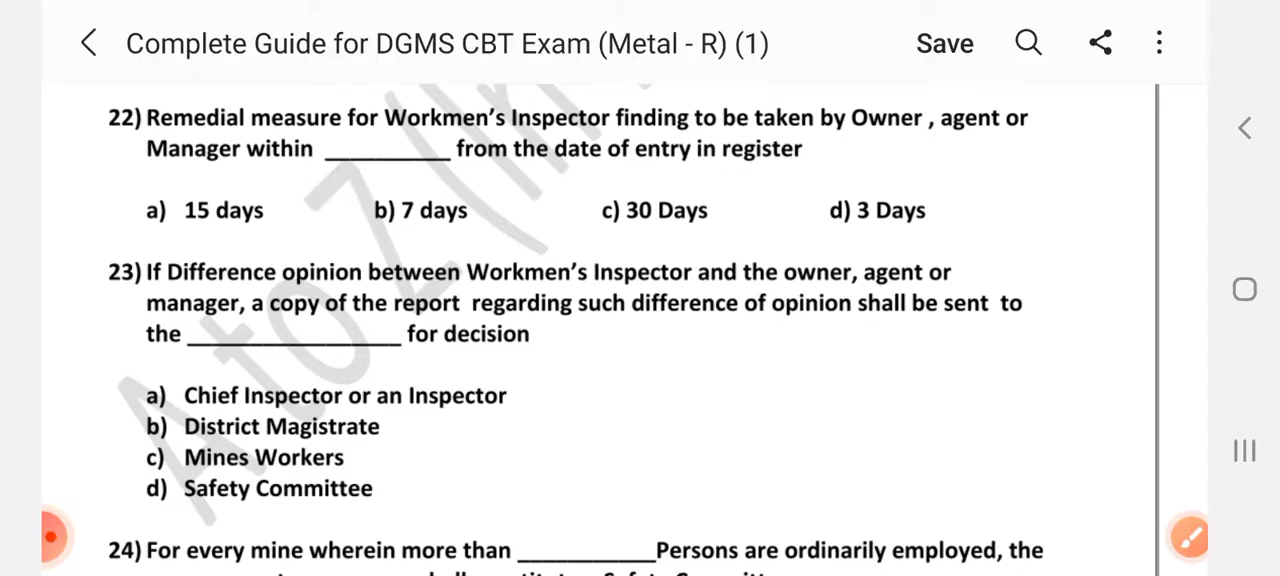 Complete Guide for DGMS CBT Exam (Metal - R) (1) Save
22) Remedial measure for Workmen's Inspector finding to be taken by Owner , agent or
Manager within __________ from the date of entry in register
a) 15 days b) 7 days c) 30 Days d) 3 Days
23) If Difference opinion between Workmen's Inspector and the owner, agent or
manager, a copy of the report regarding such difference of opinion shall be sent to
the _________________ for decision
a) Chief Inspector or an Inspector
b) District Magistrate
c) Mines Workers
d) Safety Committee
24) For every mine wherein more than ___________Persons are ordinarily employed, the
A to Z